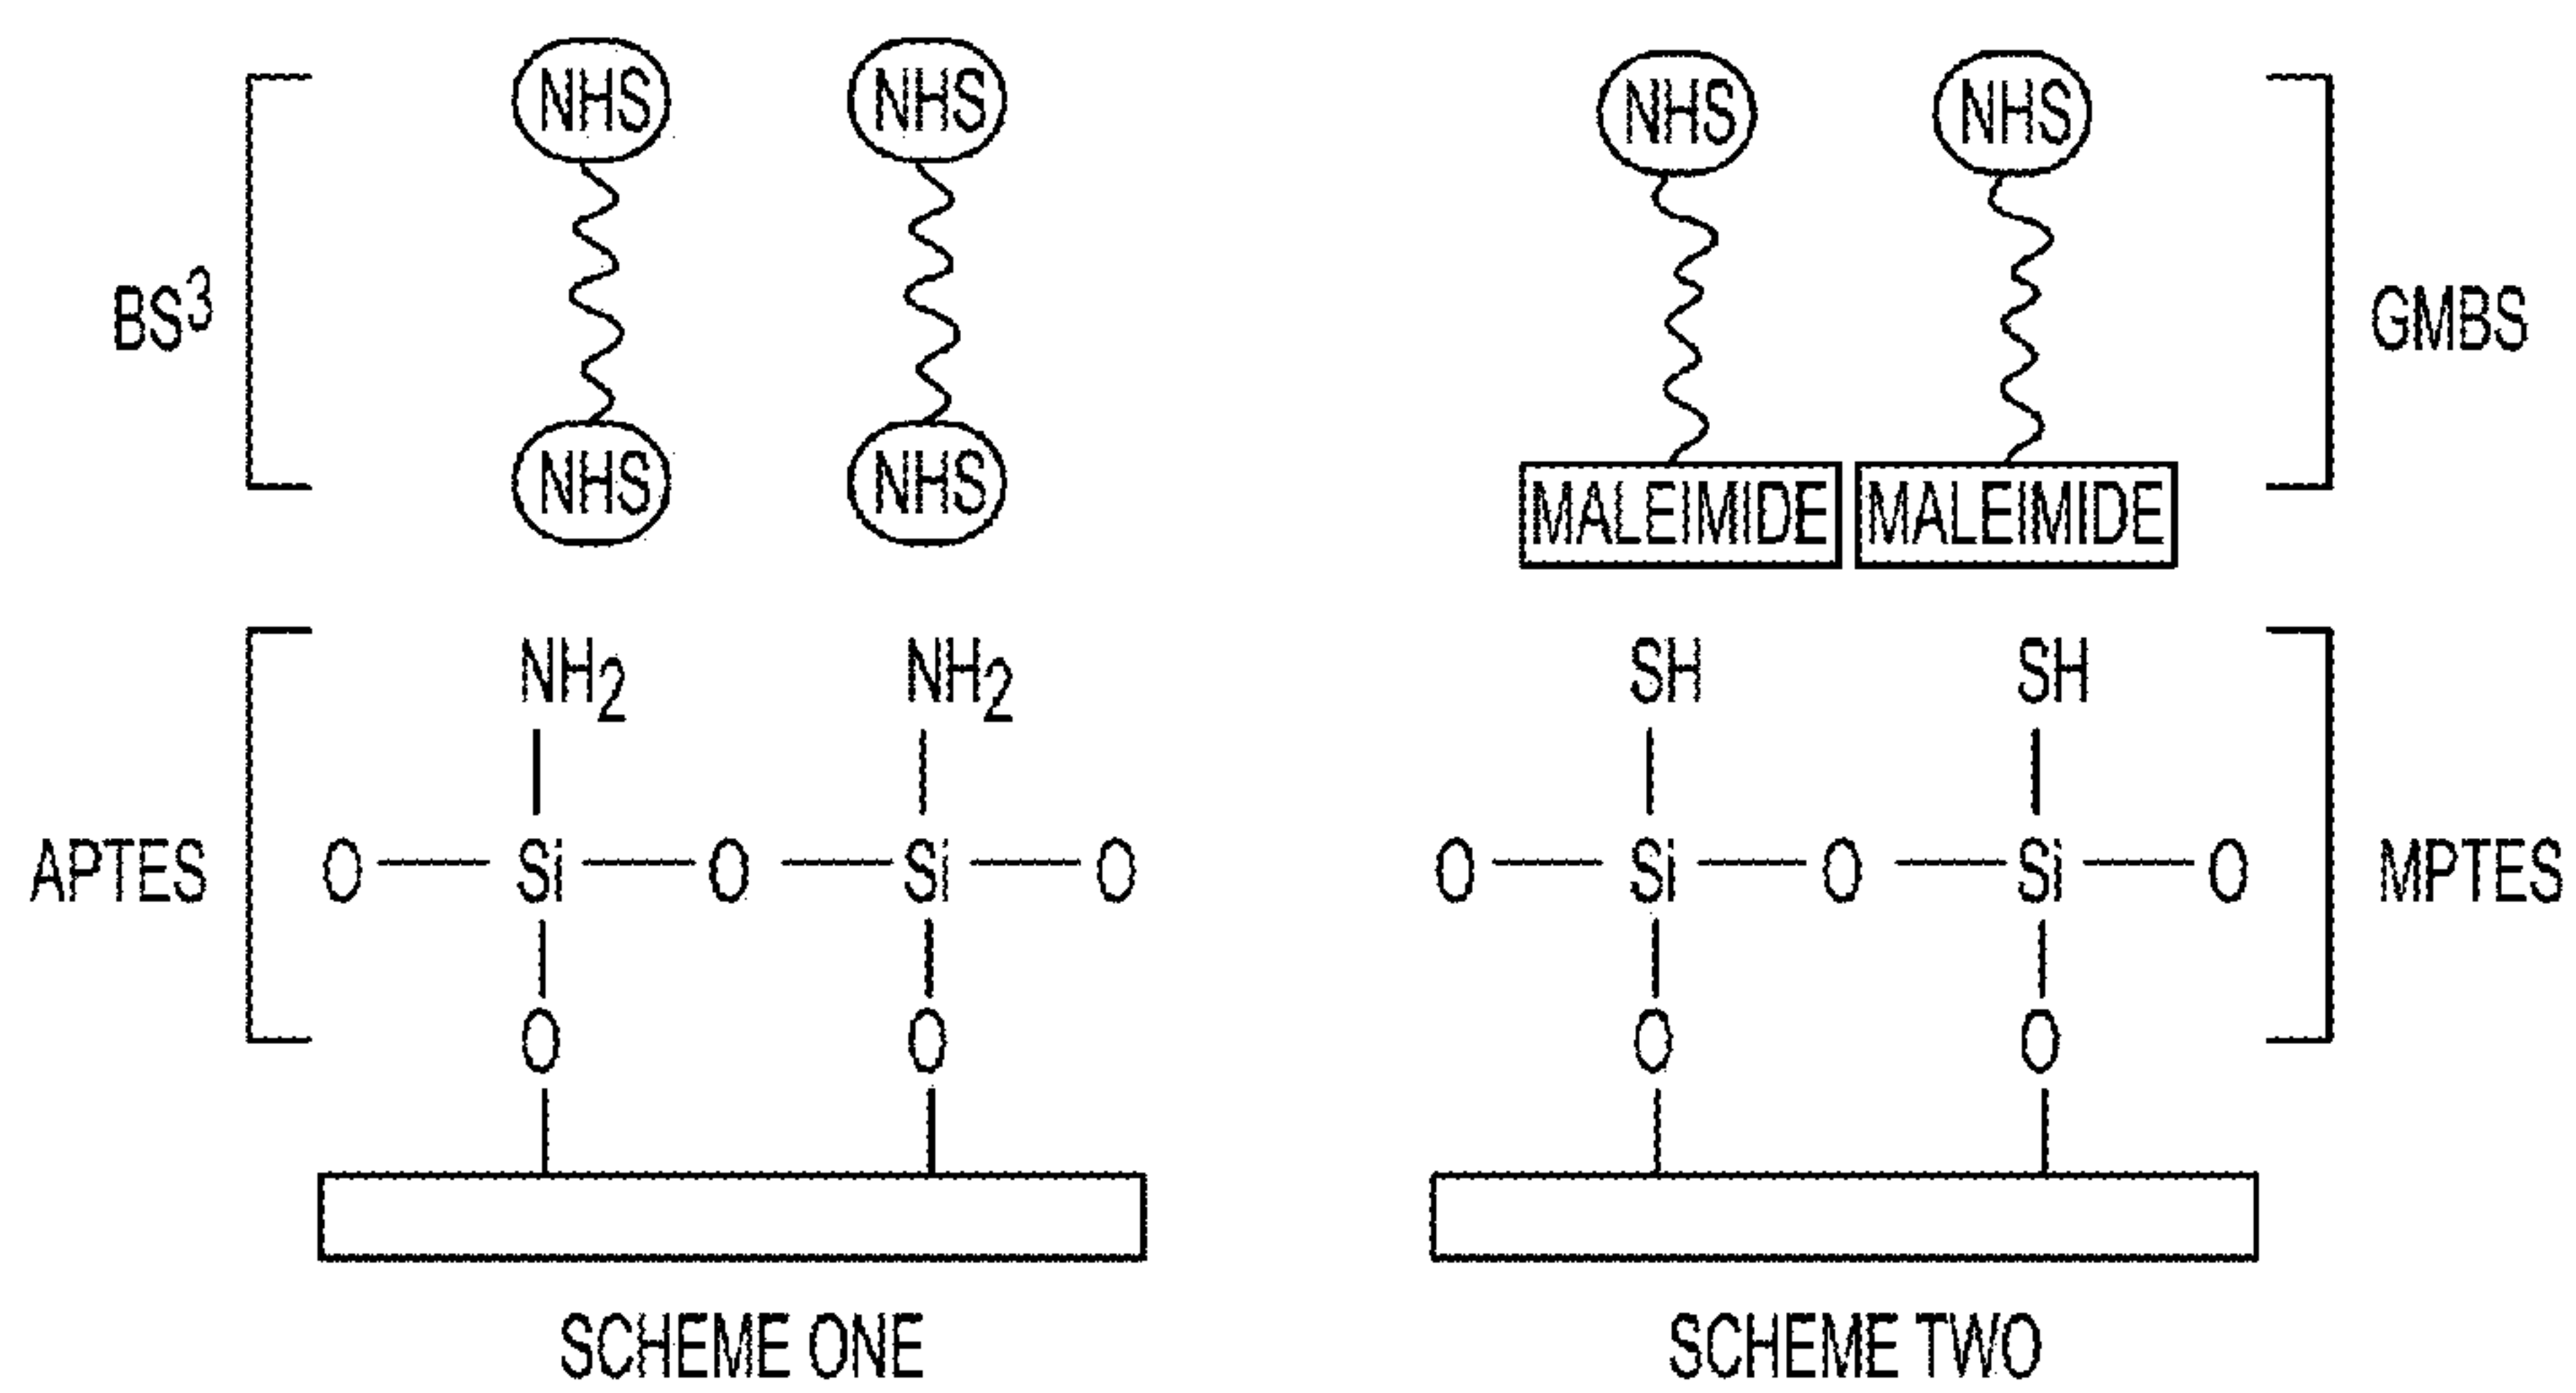 NHS NHS NHS NHS
BS³ GMBS
NHS NHS MALEIMIDE MALEIMIDE
NH₂ NH₂ SH SH
APTES O Si O Si O O Si O Si O MPTES
O O O O
SCHEME ONE SCHEME TWO